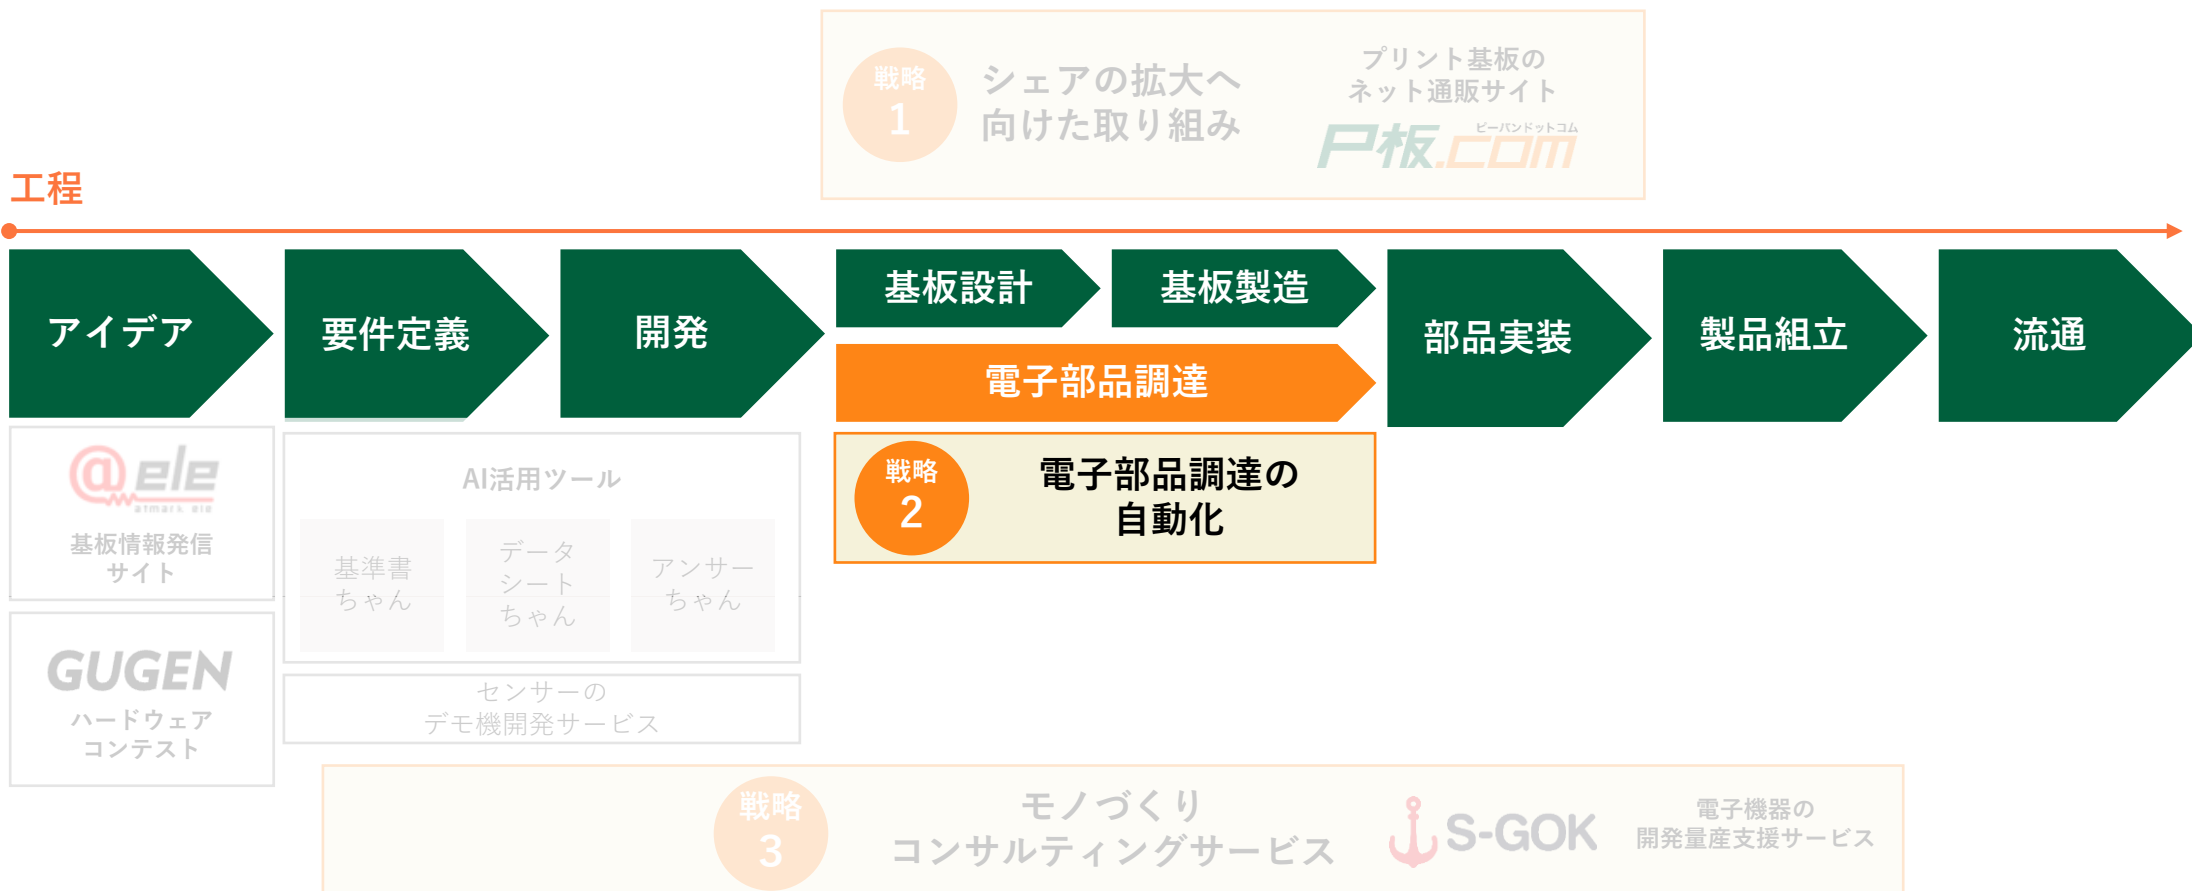 戦略
1
シェアの拡大へ
向けた取り組み
プリント基板の
ネット通販サイト
ピーバンドットコム
P板.com
工程
アイデア
要件定義
開発
基板設計
基板製造
電子部品調達
部品実装
製品組立
流通
戦略
2
電子部品調達の
自動化
@ele
atmark ele
基板情報発信
サイト
AI活用ツール
基準書
ちゃん
データ
シート
ちゃん
アンサー
ちゃん
GUGEN
ハードウェア
コンテスト
センサーの
デモ機開発サービス
戦略
3
モノづくり
コンサルティングサービス
S-GOK
電子機器の
開発量産支援サービス